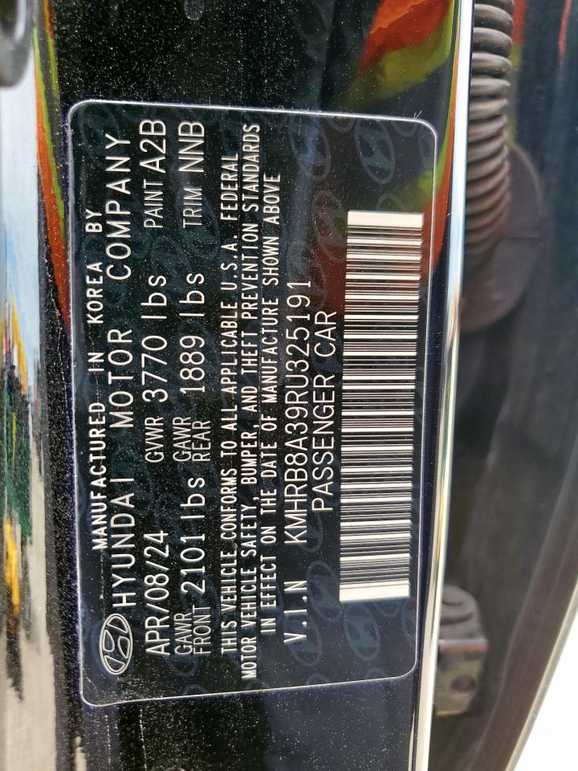 MANUFACTURED IN KOREA BY
HYUNDAI MOTOR COMPANY
APR/08/24 GVWR 3770 lbs PAINT A2B
GAWR FRONT 2101 lbs GAWR REAR 1889 lbs TRIM NNB
THIS VEHICLE CONFORMS TO ALL APPLICABLE U.S.A. FEDERAL
MOTOR VEHICLE SAFETY, BUMPER, AND THEFT PREVENTION STANDARDS
IN EFFECT ON THE DATE OF MANUFACTURE SHOWN ABOVE
V.I.N KMHRB8A39RU325191
PASSENGER CAR